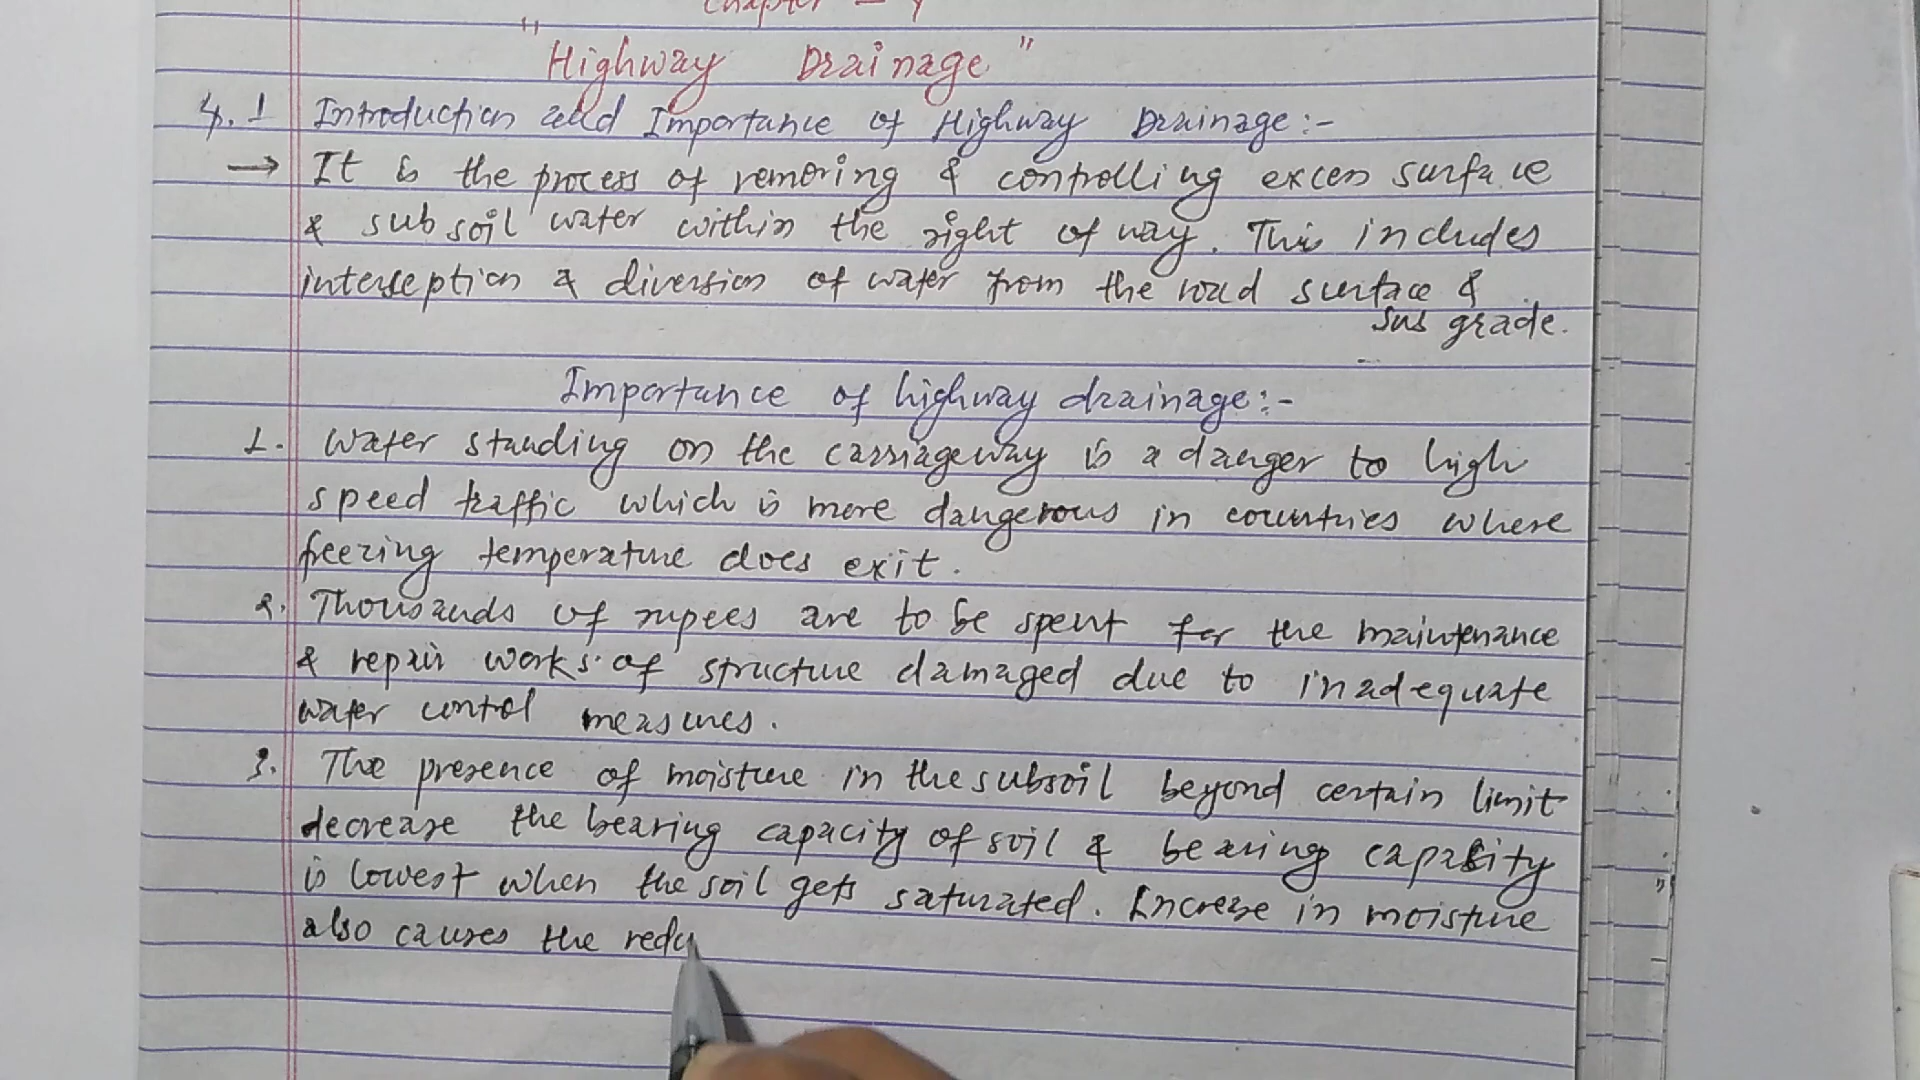 Chapter - 4
"Highway Drainage"
4.1 Introduction and Importance of Highway Drainage:-
→ It is the process of removing & controlling excess surface
& sub soil water within the right of way. This includes
interseption & diversion of water from the road surface &
sub grade.
Importance of highway drainage:-
1. Water standing on the carriageway is a danger to high
speed traffic which is more dangerous in countries where
freezing temperature does exit.
2. Thousands of rupees are to be spent for the maintenance
& repair works of structure damaged due to inadequate
water control measures.
3. The presence of moisture in the subsoil beyond certain limit
decrease the bearing capacity of soil & bearing capacity
is lowest when the soil gets saturated. Increase in moisture
also causes the redu